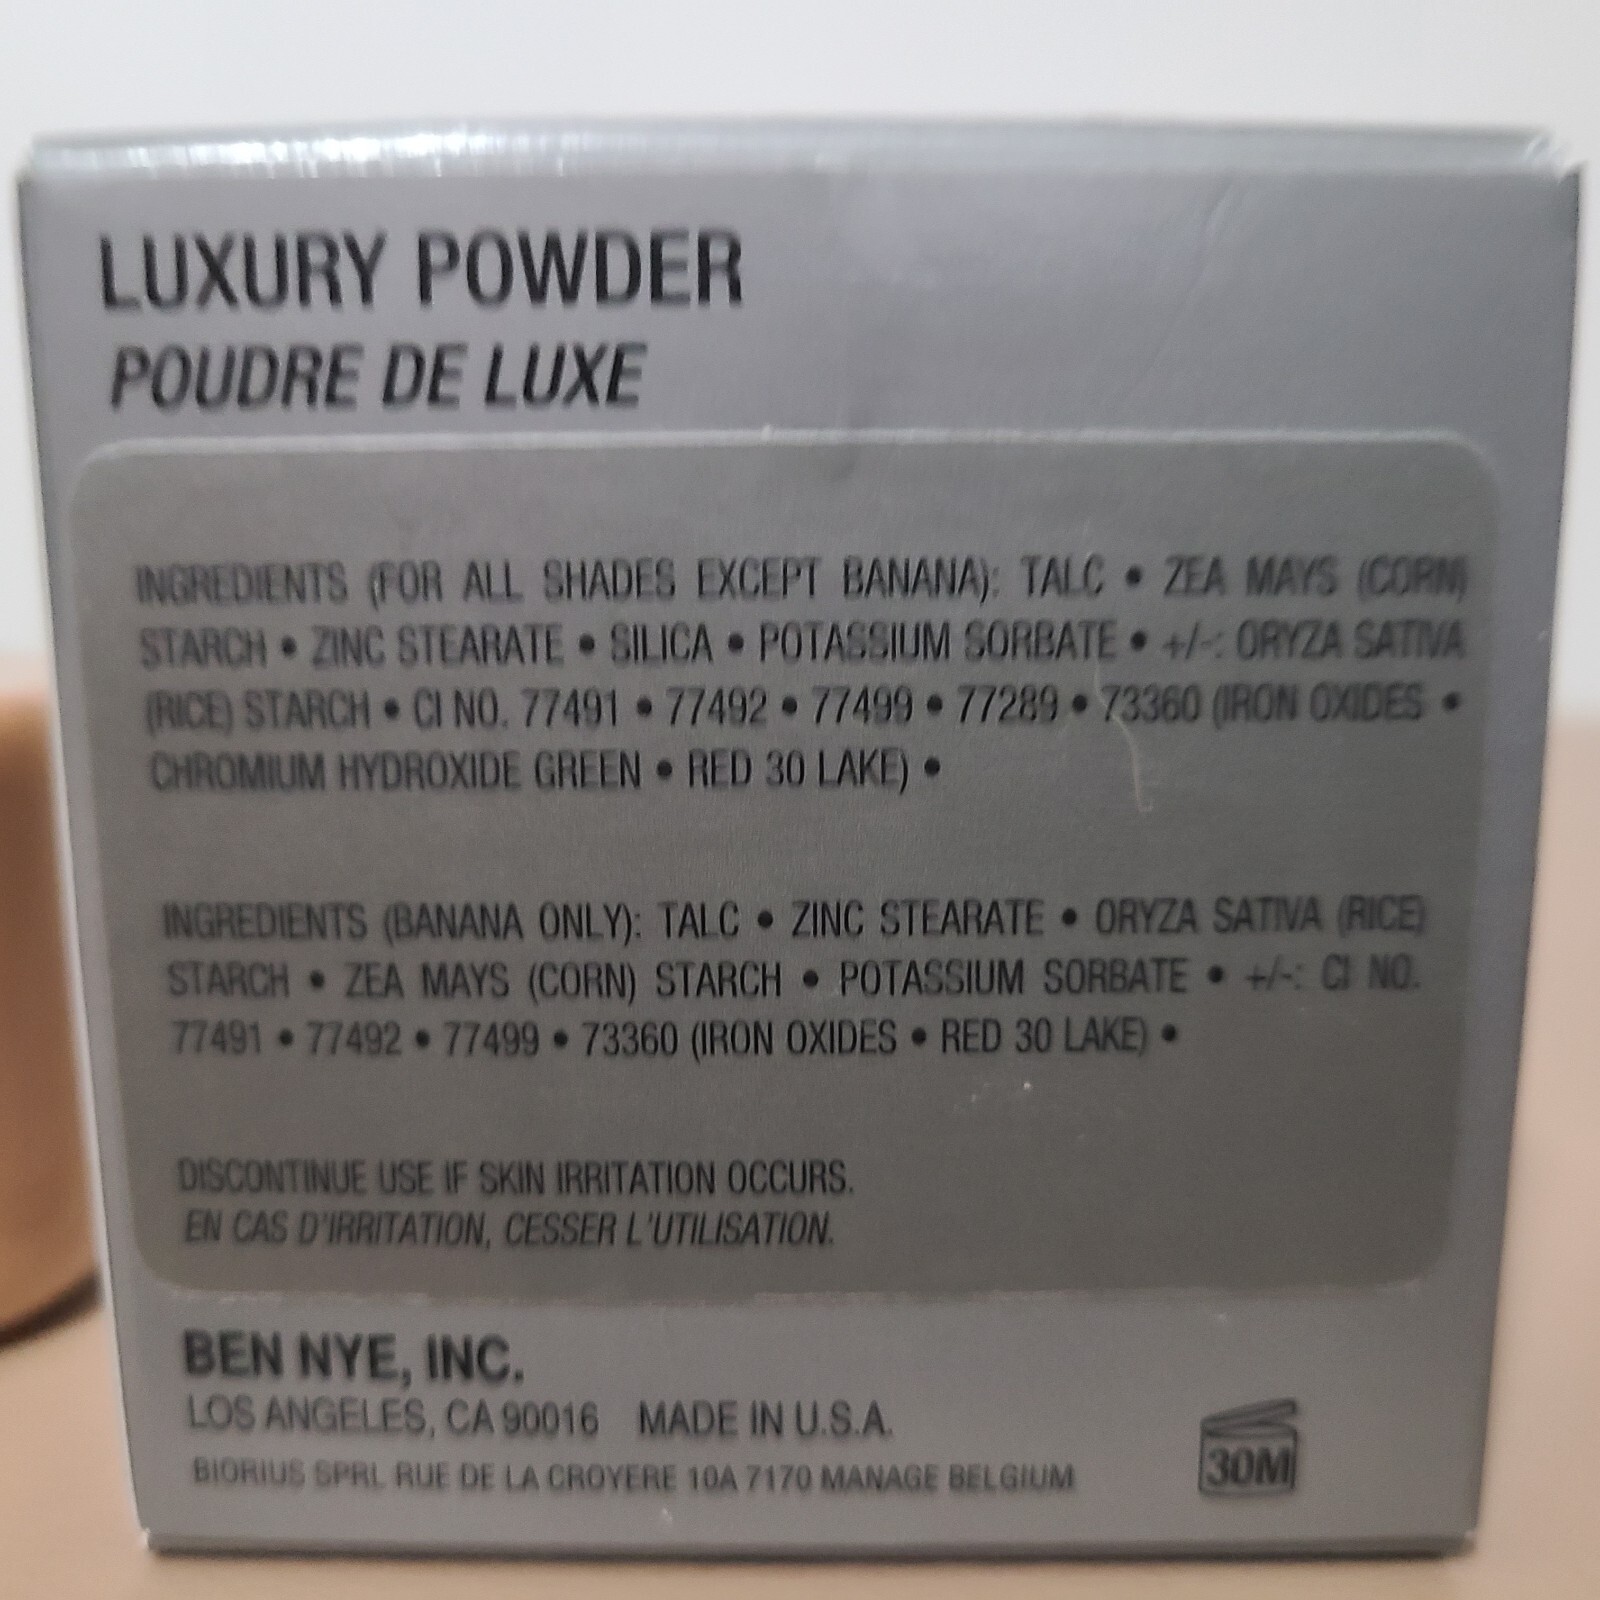 LUXURY POWDER
POUDRE DE LUXE
INGREDIENTS (FOR ALL SHADES EXCEPT BANANA): TALC • ZEA MAYS (CORN)
STARCH • ZINC STEARATE • SILICA • POTASSIUM SORBATE • +/-: ORYZA SATIVA
(RICE) STARCH • CI NO. 77491 • 77492 • 77499 • 77289 • 73360 (IRON OXIDES •
CHROMIUM HYDROXIDE GREEN • RED 30 LAKE) •
INGREDIENTS (BANANA ONLY): TALC • ZINC STEARATE • ORYZA SATIVA (RICE)
STARCH • ZEA MAYS (CORN) STARCH • POTASSIUM SORBATE • +/-: CI NO.
77491 • 77492 • 77499 • 73360 (IRON OXIDES • RED 30 LAKE) •
DISCONTINUE USE IF SKIN IRRITATION OCCURS.
EN CAS D'IRRITATION, CESSER L'UTILISATION.
BEN NYE, INC.
LOS ANGELES, CA 90016 MADE IN U.S.A.
BIORIUS SPRL RUE DE LA CROYERE 10A 7170 MANAGE BELGIUM
30M